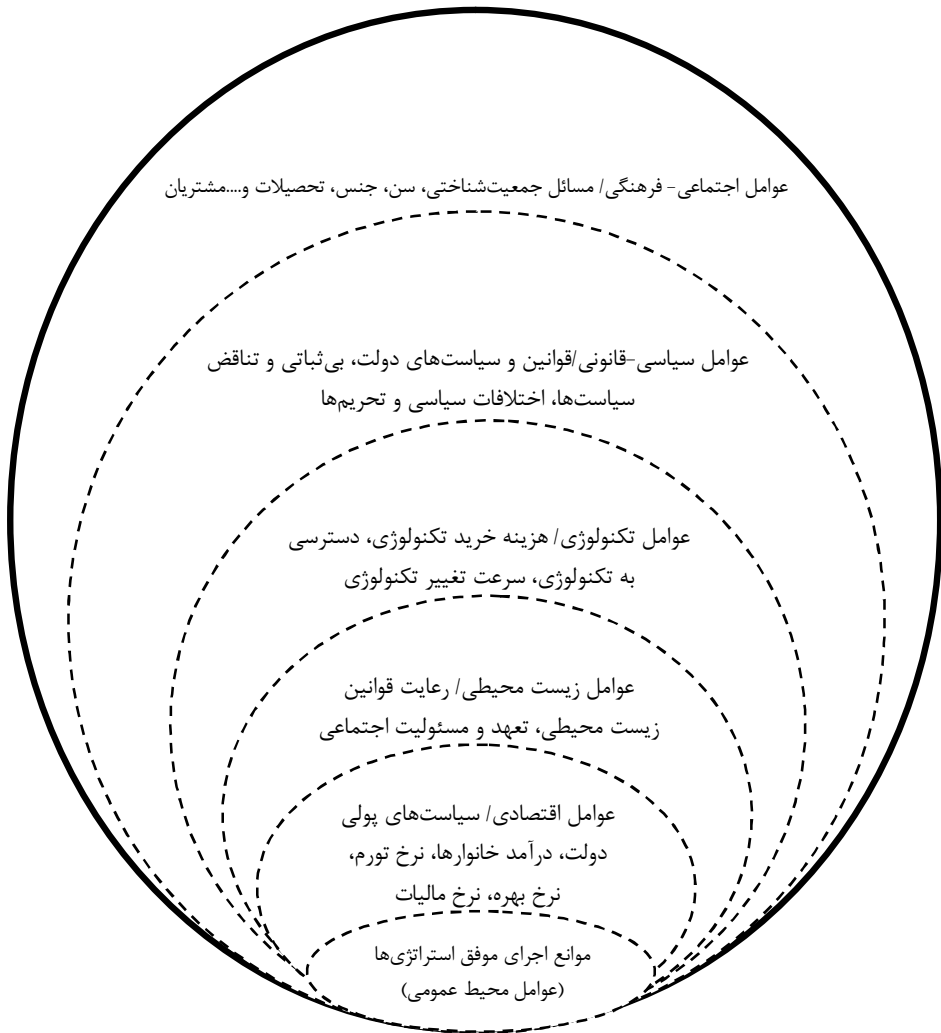 عوامل اجتماعی- فرهنگی/ مسائل جمعیت‌شناختی، سن، جنس، تحصیلات و....مشتریان
عوامل سیاسی-قانونی/قوانین و سیاست‌های دولت، بی‌ثباتی و تناقض
سیاست‌ها، اختلافات سیاسی و تحریم‌ها
عوامل تکنولوژی/ هزینه خرید تکنولوژی، دسترسی
به تکنولوژی، سرعت تغییر تکنولوژی
عوامل زیست محیطی/ رعایت قوانین
زیست محیطی، تعهد و مسئولیت اجتماعی
عوامل اقتصادی/ سیاست‌های پولی
دولت، درآمد خانوارها، نرخ تورم،
نرخ بهره، نرخ مالیات
موانع اجرای موفق استراتژی‌ها
(عوامل محیط عمومی)